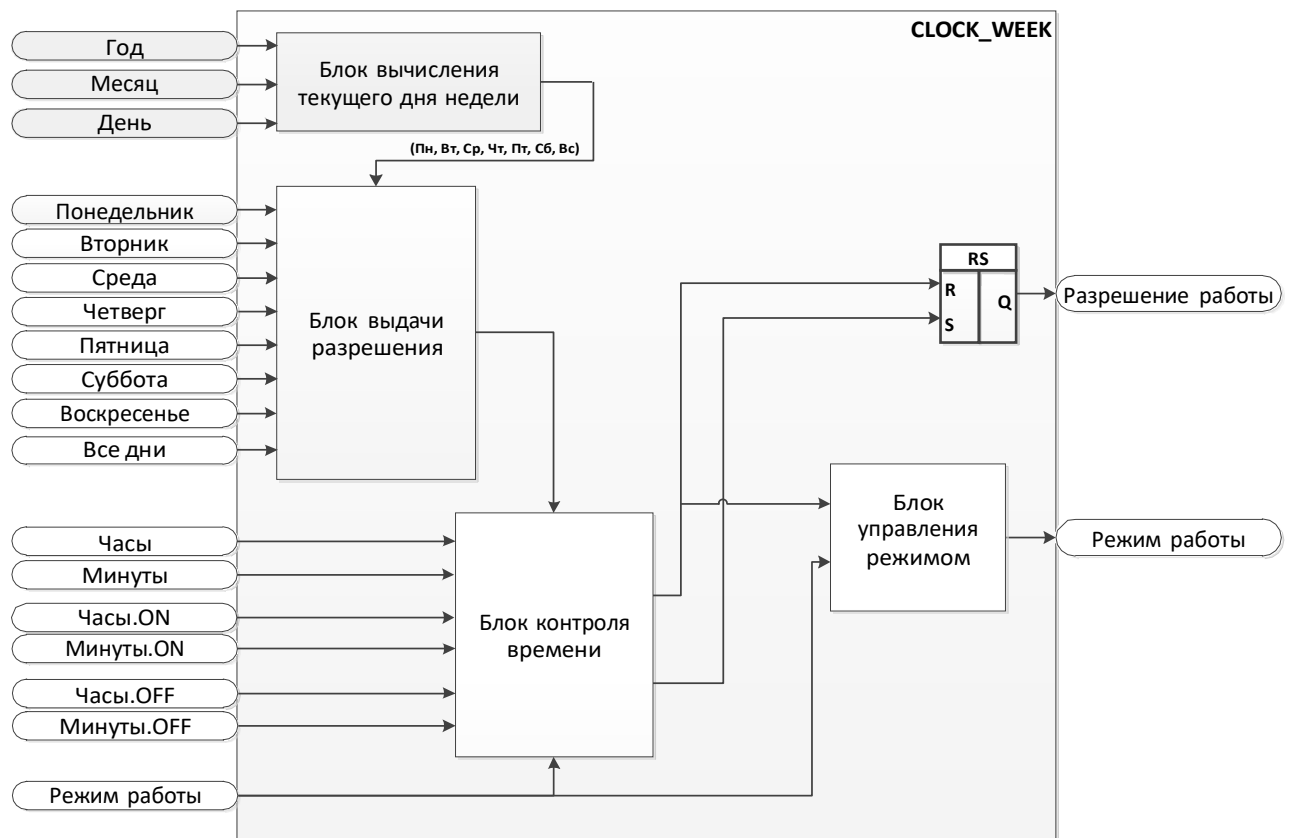 CLOCK_WEEK
Год
Месяц
День
Блок вычисления
текущего дня недели
(Пн, Вт, Ср, Чт, Пт, Сб, Вс)
Понедельник
Вторник
Среда
Четверг
Пятница
Суббота
Воскресенье
Все дни
Блок выдачи
разрешения
RS
R
S
Q
Разрешение работы
Часы
Минуты
Часы.ON
Минуты.ON
Часы.OFF
Минуты.OFF
Режим работы
Блок контроля
времени
Блок
управления
режимом
Режим работы